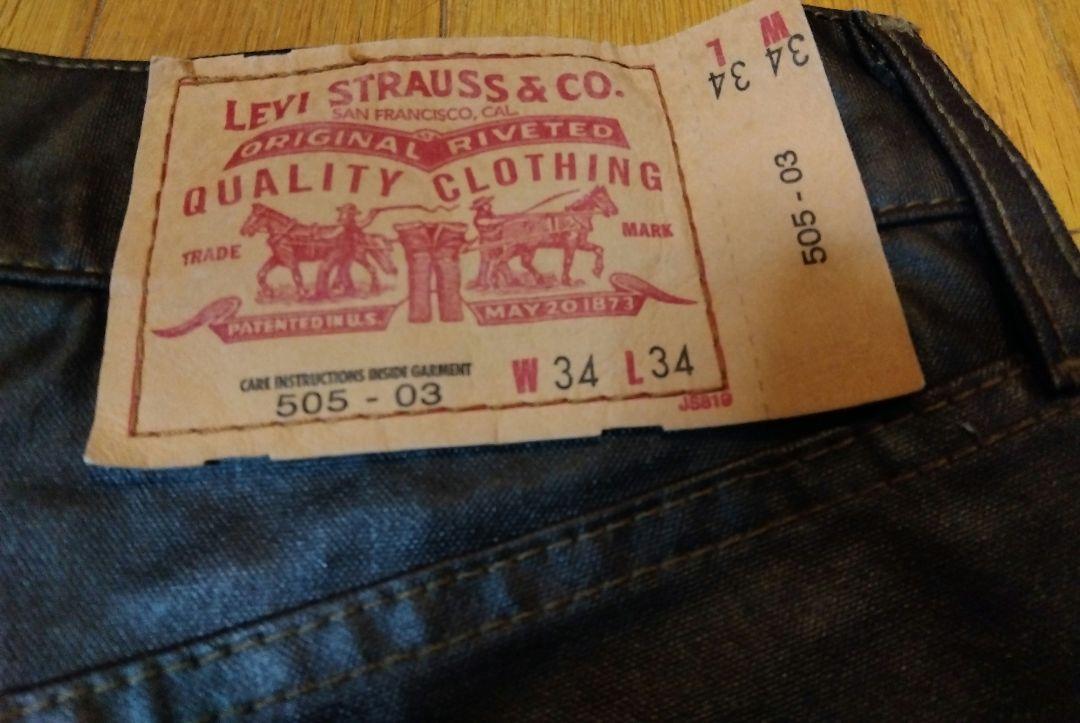 LEVI STRAUSS & CO.
SAN FRANCISCO, CAL.
ORIGINAL RIVETED
QUALITY CLOTHING
TRADE MARK
PATENTED IN U.S. MAY 20 1873
CARE INSTRUCTIONS INSIDE GARMENT
505 - 03
W 34 L 34
JS819
W L
34 34
505 - 03